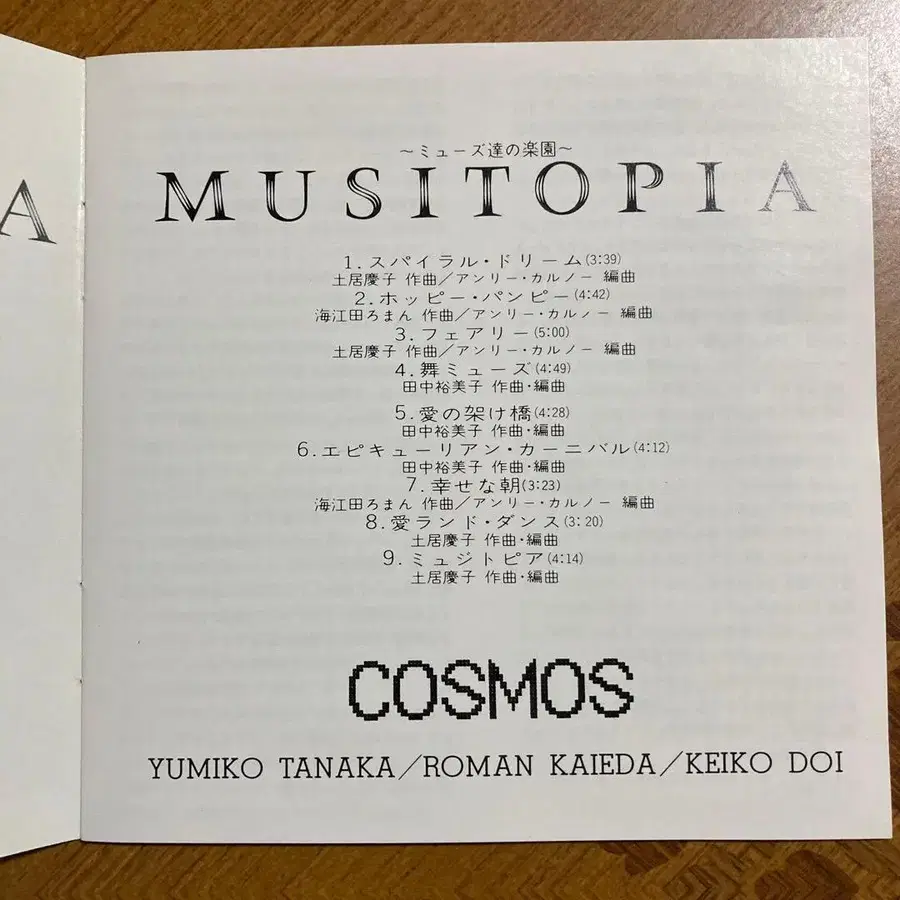 A
～ミューズ達の楽園～
MUSITOPIA
1.スパイラル・ドリーム(3:39)
土居慶子 作曲／アンリー・カルノー 編曲
2.ホッピー・パンピー(4:42)
海江田ろまん 作曲／アンリー・カルノー 編曲
3.フェアリー(5:00)
土居慶子 作曲／アンリー・カルノー 編曲
4.舞ミューズ(4:49)
田中裕美子 作曲・編曲
5.愛の架け橋(4:28)
田中裕美子 作曲・編曲
6.エピキューリアン・カーニバル(4:12)
田中裕美子 作曲・編曲
7.幸せな朝(3:23)
海江田ろまん 作曲／アンリー・カルノー 編曲
8.愛ランド・ダンス(3:20)
土居慶子 作曲・編曲
9.ミュジトピア(4:14)
土居慶子 作曲・編曲
COSMOS
YUMIKO TANAKA／ROMAN KAIEDA／KEIKO DOI